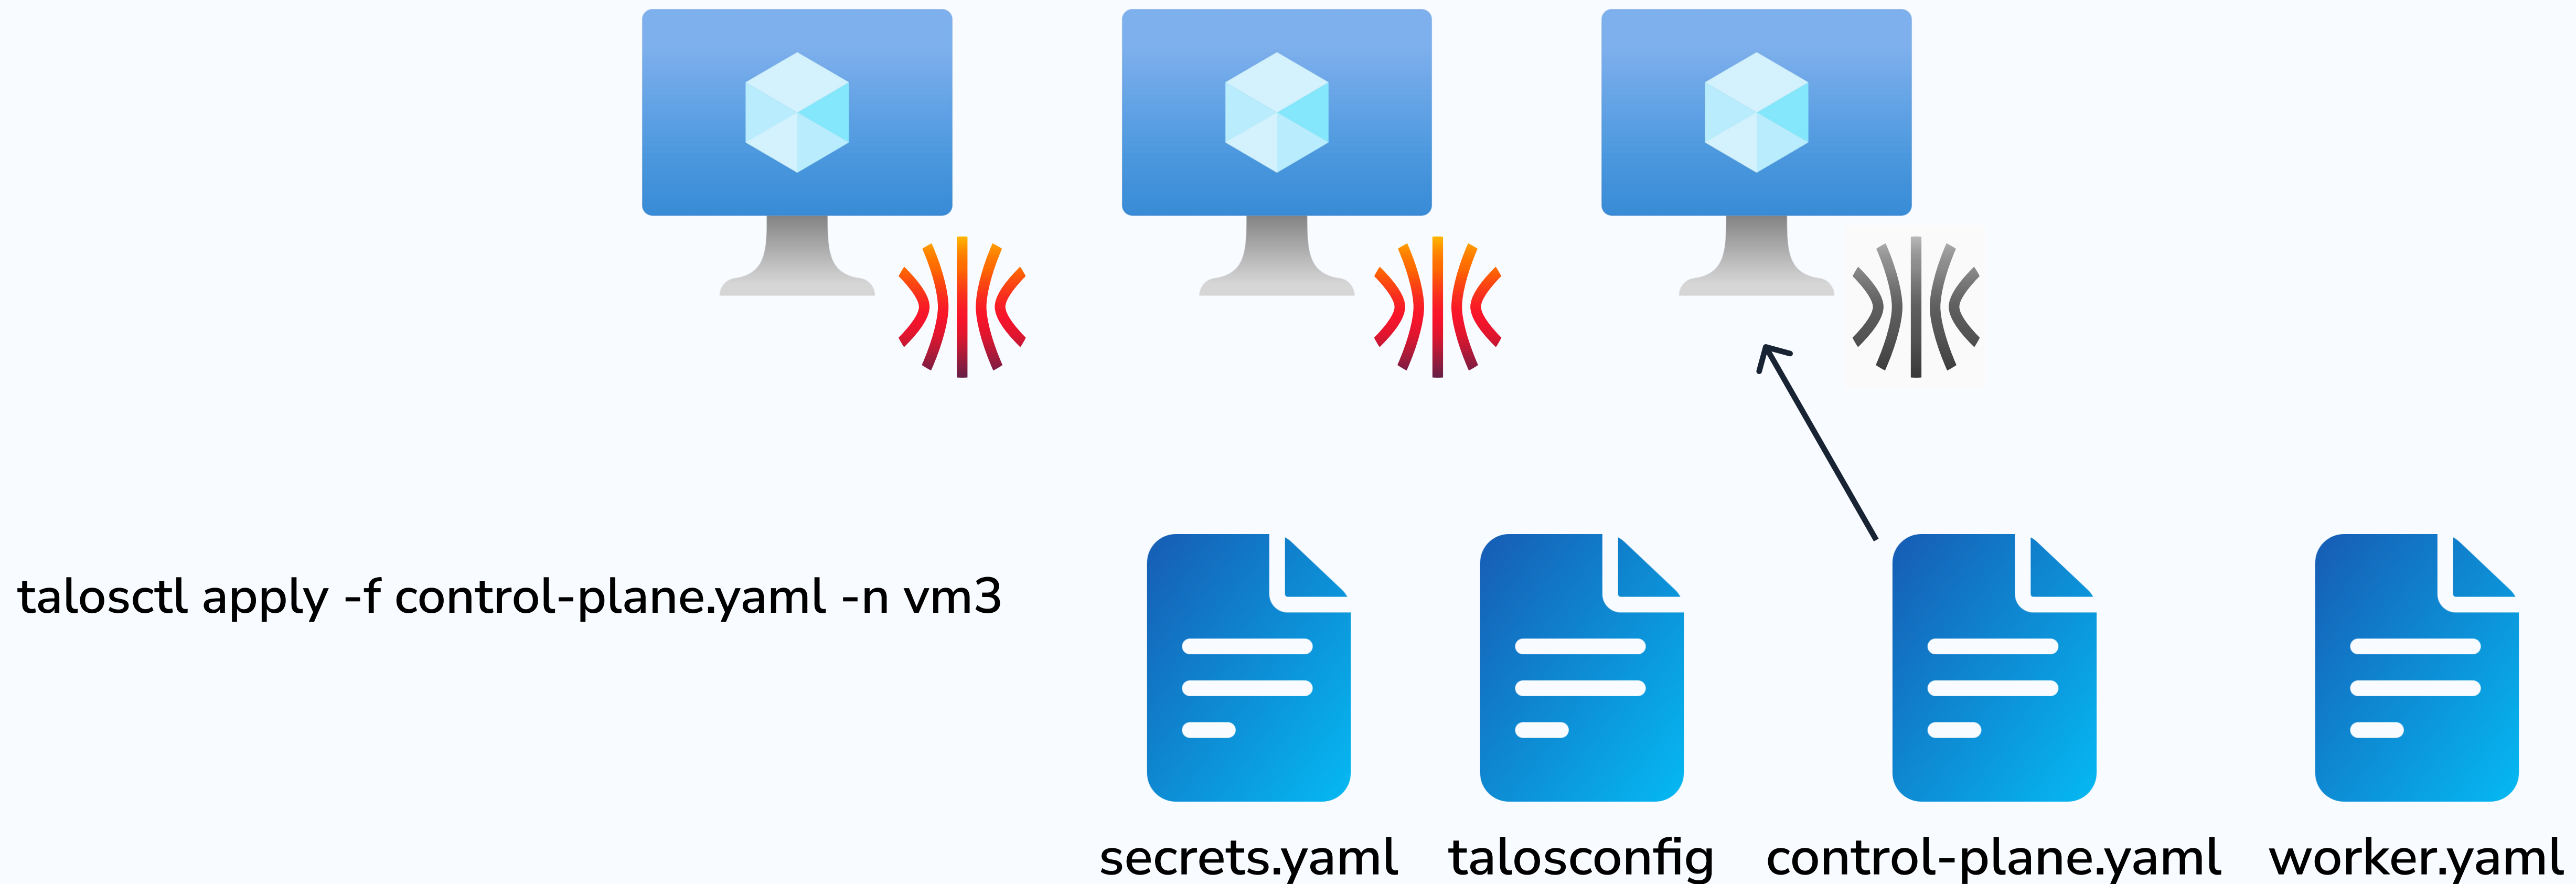 talosctl apply -f control-plane.yaml -n vm3
secrets.yaml
talosconfig
control-plane.yaml
worker.yaml